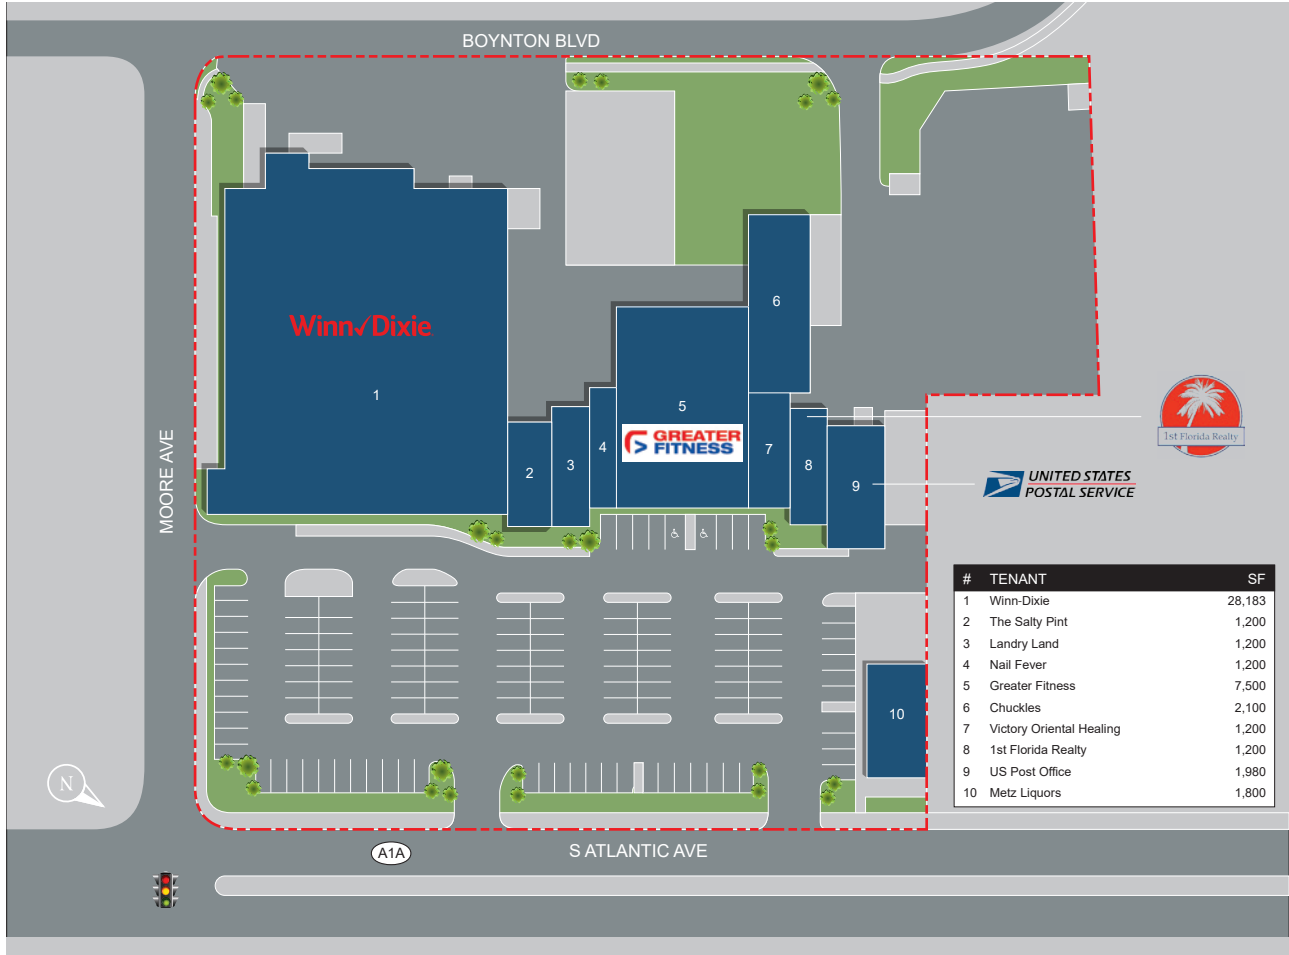 BOYNTON BLVD
MOORE AVE
Winn✓Dixie
1
2
3
4
5
GREATER
FITNESS
6
7
8
9
10
1st Florida Realty
UNITED STATES
POSTAL SERVICE
# TENANT SF
1 Winn-Dixie 28,183
2 The Salty Pint 1,200
3 Landry Land 1,200
4 Nail Fever 1,200
5 Greater Fitness 7,500
6 Chuckles 2,100
7 Victory Oriental Healing 1,200
8 1st Florida Realty 1,200
9 US Post Office 1,980
10 Metz Liquors 1,800
N
A1A
S ATLANTIC AVE